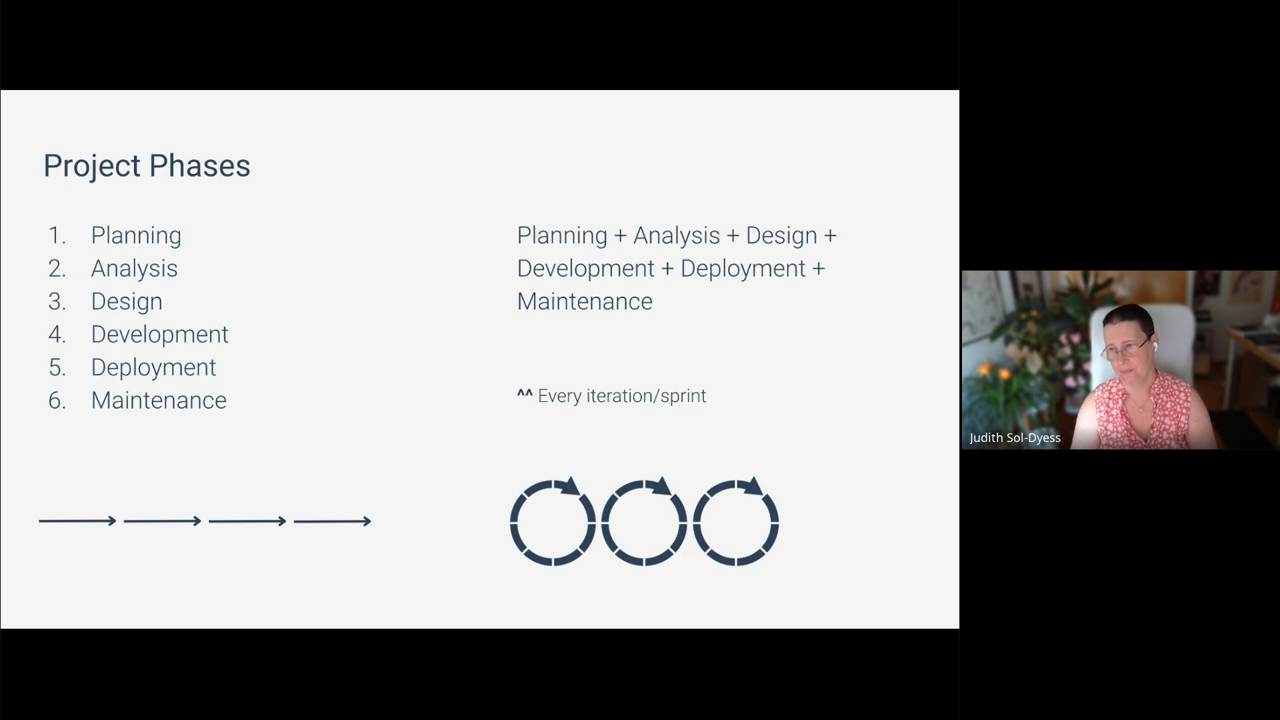 Project Phases
1. Planning
2. Analysis
3. Design
4. Development
5. Deployment
6. Maintenance
Planning + Analysis + Design +
Development + Deployment +
Maintenance
^^ Every iteration/sprint
Judith Sol-Dyess